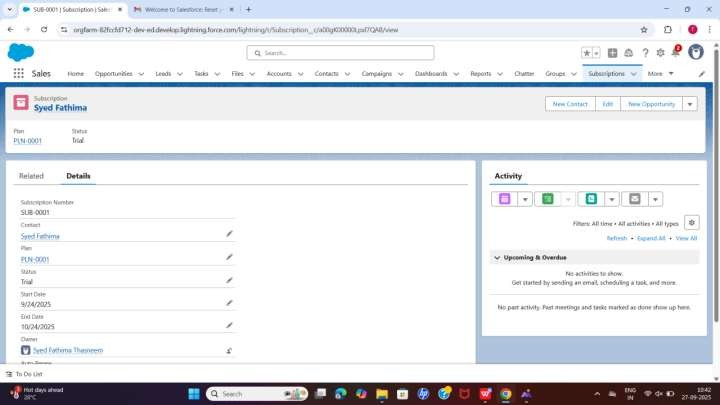 SUB-0001 | Subscription | Sales
Welcome to Salesforce: Reset
orgfarm-82fccfd712-dev-ed.develop.lightning.force.com/lightning/r/Subscription__c/a00gK00000Lpxl7QAB/view
Search...
2
T
Sales
Home Opportunities Leads Tasks Files Accounts Contacts Campaigns Dashboards Reports Chatter Groups Subscriptions More
Subscription
Syed Fathima
New Contact Edit New Opportunity
Plan Status
PLN-0001 Trial
Related Details
Subscription Number
SUB-0001
Contact
Syed Fathima
Plan
PLN-0001
Status
Trial
Start Date
9/24/2025
End Date
10/24/2025
Owner
Syed Fathima Thasneem
Activity
Filters: All time • All activities • All types
Refresh • Expand All • View All
Upcoming & Overdue
No activities to show.
Get started by sending an email, scheduling a task, and more.
No past activity. Past meetings and tasks marked as done show up here.
To Do List
Hot days ahead
28°C
Search
ENG
IN
10:42
27-09-2025